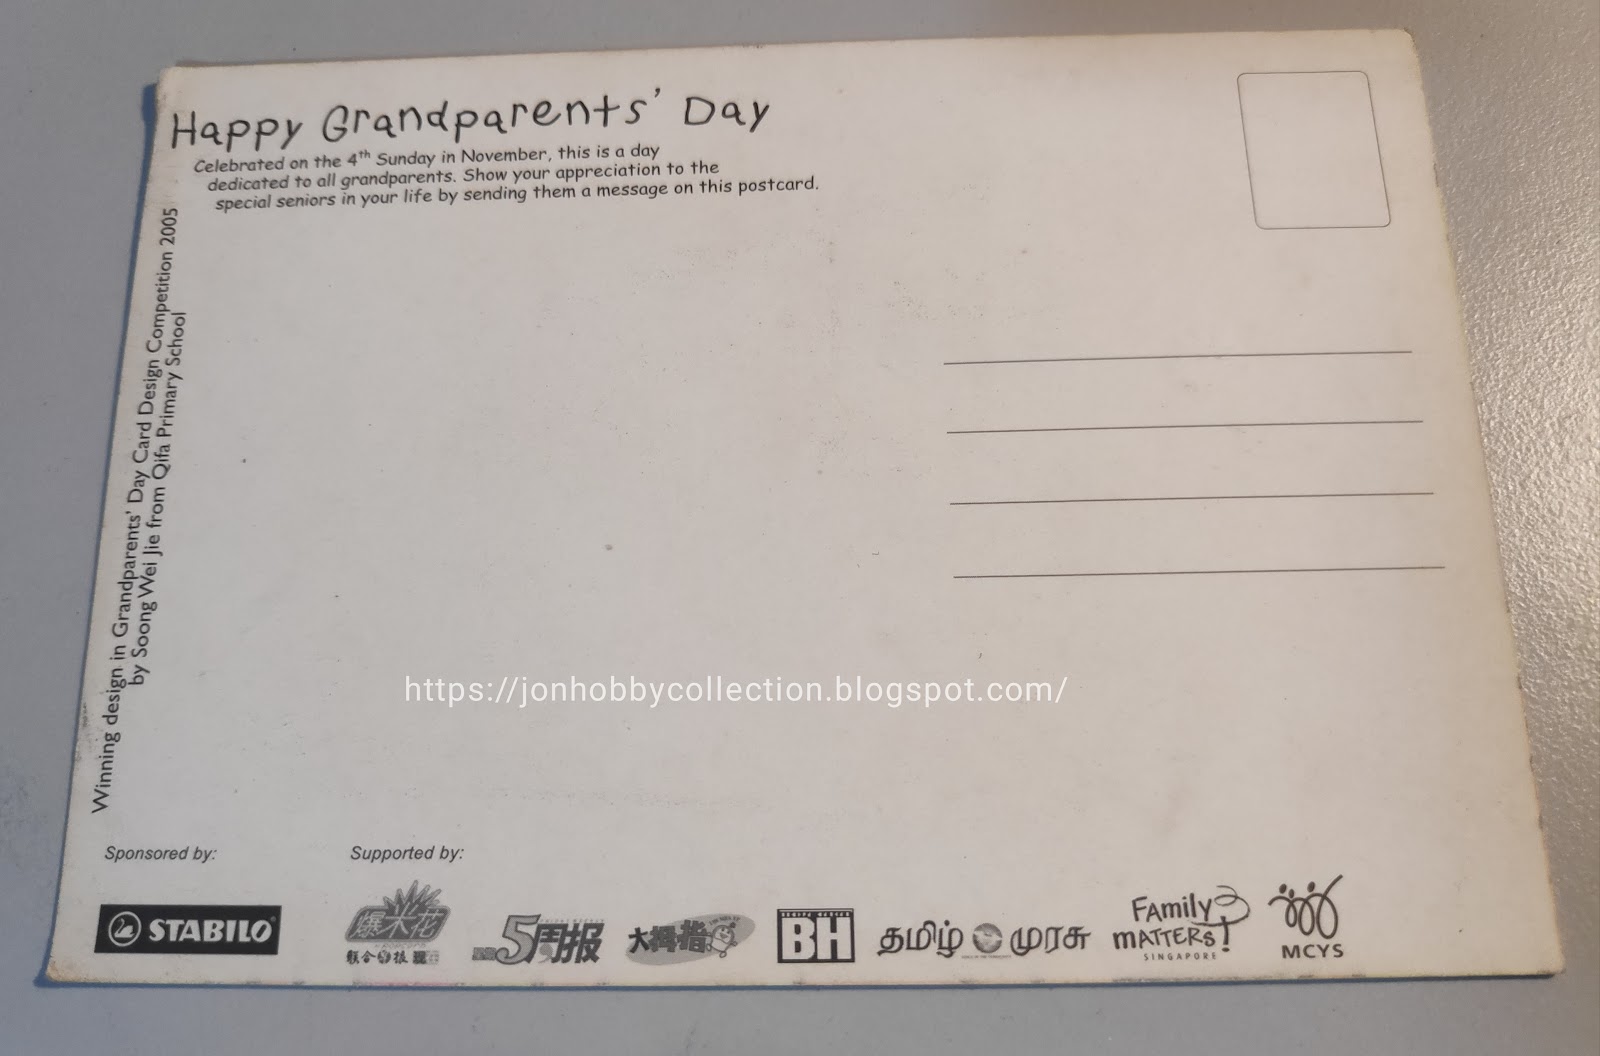 Happy Grandparents' Day
Celebrated on the 4th Sunday in November, this is a day
dedicated to all grandparents. Show your appreciation to the
special seniors in your life by sending them a message on this postcard.
Winning design in Grandparents' Day Card Design Competition 2005
by Soong Wei Jie from Qifa Primary School
https://jonhobbycollection.blogspot.com/
Sponsored by:
Supported by:
STABILO
爆米花
5周报
大拇指
BH
தமிழ் முரசு
Family MATTERS!
SINGAPORE
MCYS